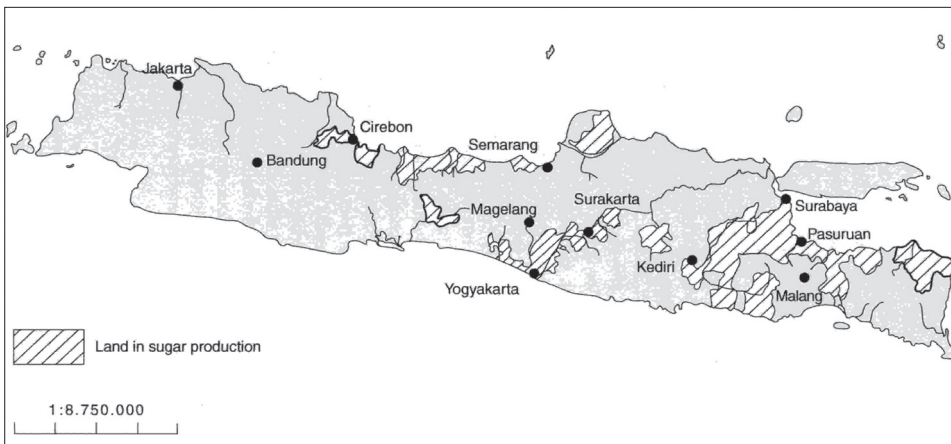 Jakarta
Cirebon
Bandung
Semarang
Surakarta
Magelang
Surabaya
Pasuruan
Kediri
Malang
Yogyakarta
Land in sugar production
1:8.750.000